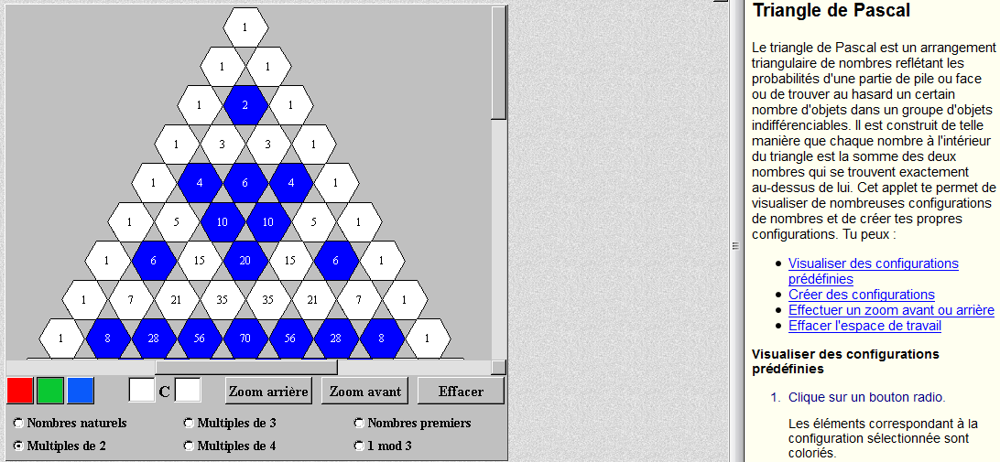 1
1 1
1 2 1
1 3 3 1
1 4 6 4 1
1 5 10 10 5 1
1 6 15 20 15 6 1
1 7 21 35 35 21 7 1
1 8 28 56 70 56 28 8 1
C Zoom arrière Zoom avant Effacer
Nombres naturels Multiples de 3 Nombres premiers
Multiples de 2 Multiples de 4 1 mod 3
Triangle de Pascal
Le triangle de Pascal est un arrangement
triangulaire de nombres reflétant les
probabilités d'une partie de pile ou face
ou de trouver au hasard un certain
nombre d'objets dans un groupe d'objets
indifférenciables. Il est construit de telle
manière que chaque nombre à l'intérieur
du triangle est la somme des deux
nombres qui se trouvent exactement
au-dessus de lui. Cet applet te permet de
visualiser de nombreuses configurations
de nombres et de créer tes propres
configurations. Tu peux :
Visualiser des configurations
prédéfinies
Créer des configurations
Effectuer un zoom avant ou arrière
Effacer l'espace de travail
Visualiser des configurations
prédéfinies
1. Clique sur un bouton radio.
Les éléments correspondant à la
configuration sélectionnée sont
coloriés.